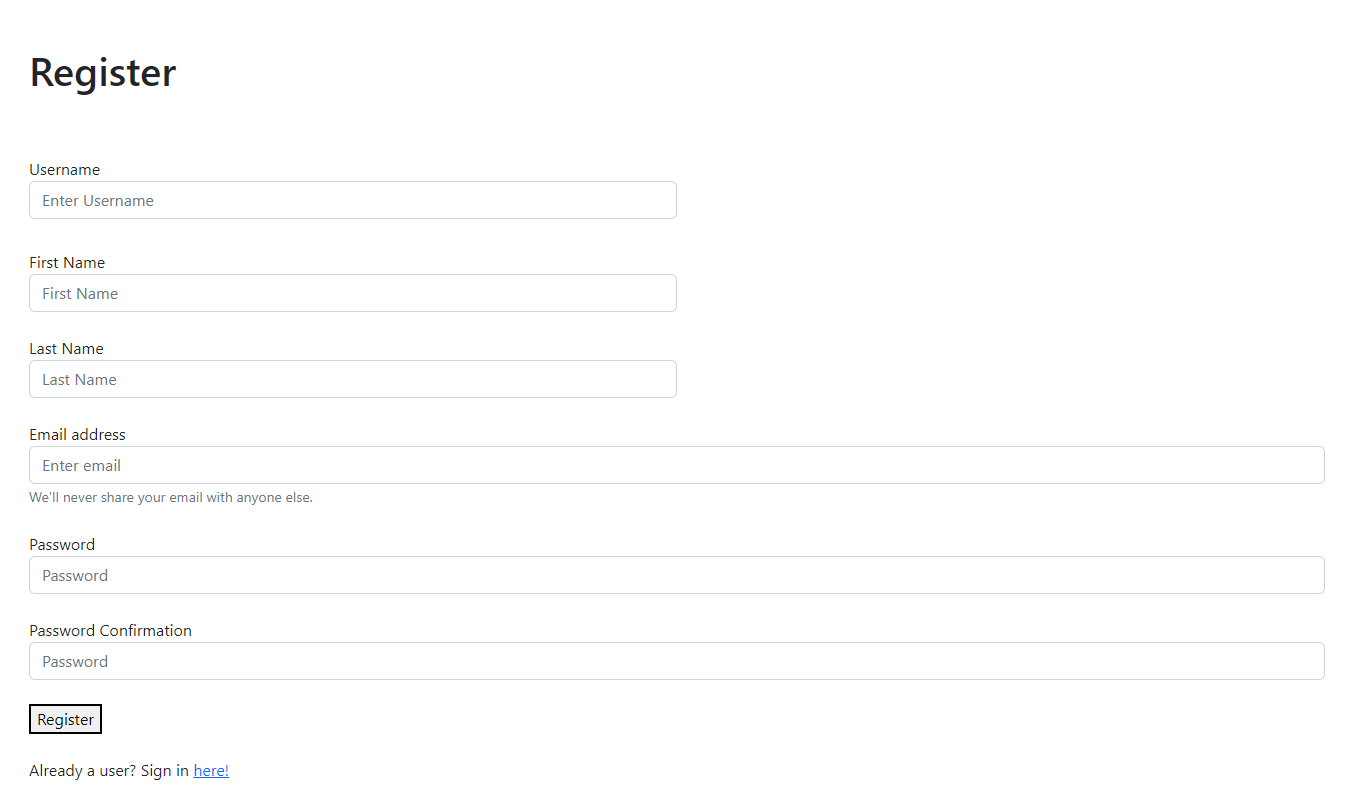 Register
Username
Enter Username
First Name
First Name
Last Name
Last Name
Email address
Enter email
We'll never share your email with anyone else.
Password
Password
Password Confirmation
Password
Register
Already a user? Sign in here!